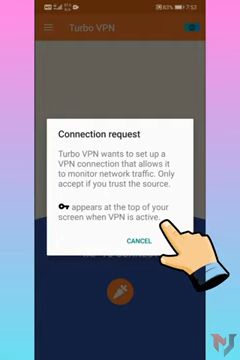 83% 7:53
Turbo VPN
Connection request
Turbo VPN wants to set up a
VPN connection that allows it
to monitor network traffic. Only
accept if you trust the source.
appears at the top of your
screen when VPN is active.
CANCEL